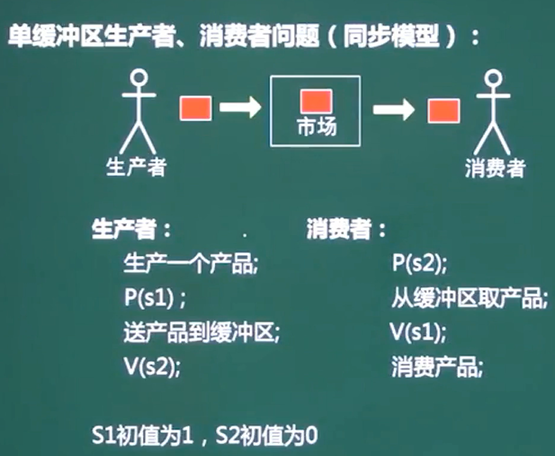 单缓冲区生产者、消费者问题（同步模型）：
市场
生产者
消费者
生产者：
生产一个产品;
P(s1) ;
送产品到缓冲区;
V(s2);
消费者：
P(s2);
从缓冲区取产品;
V(s1);
消费产品;
S1初值为1，S2初值为0